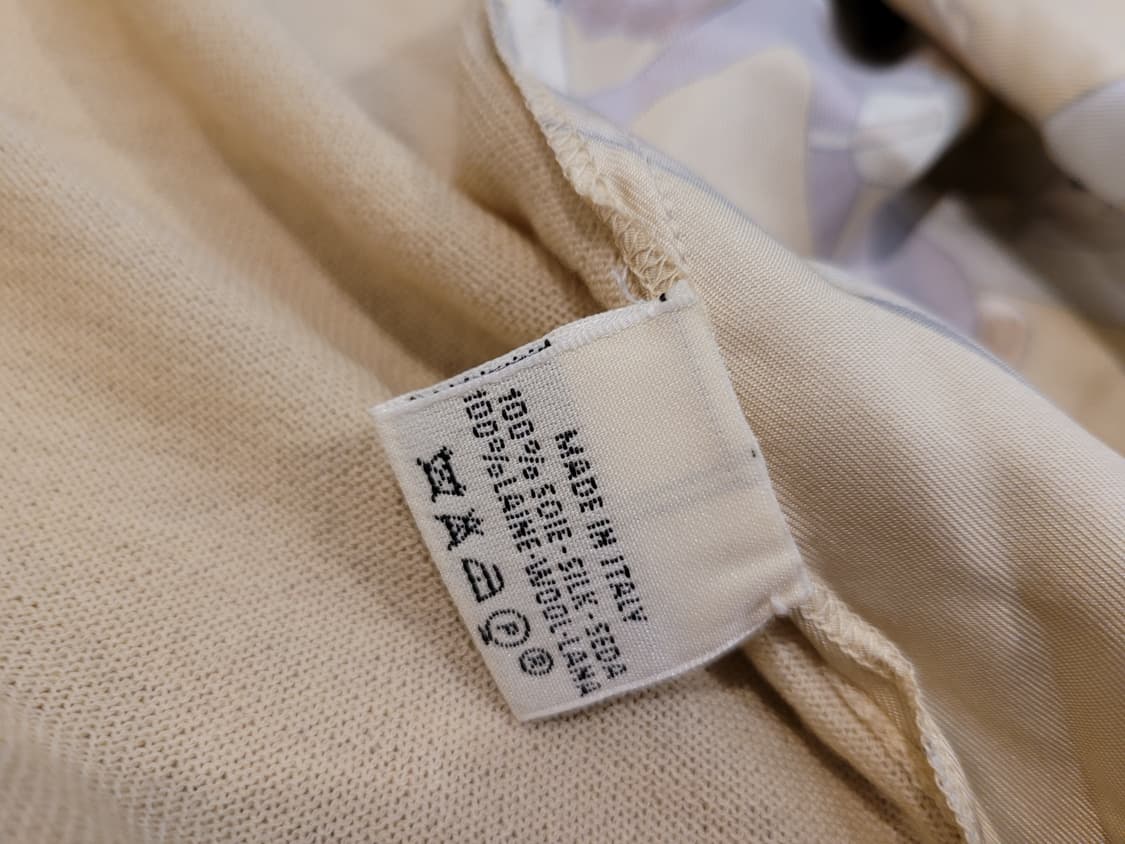 MADE IN ITALY
100% SOIE-SILK-SEDA
100% LAINE-WOOL-LANA
P
®